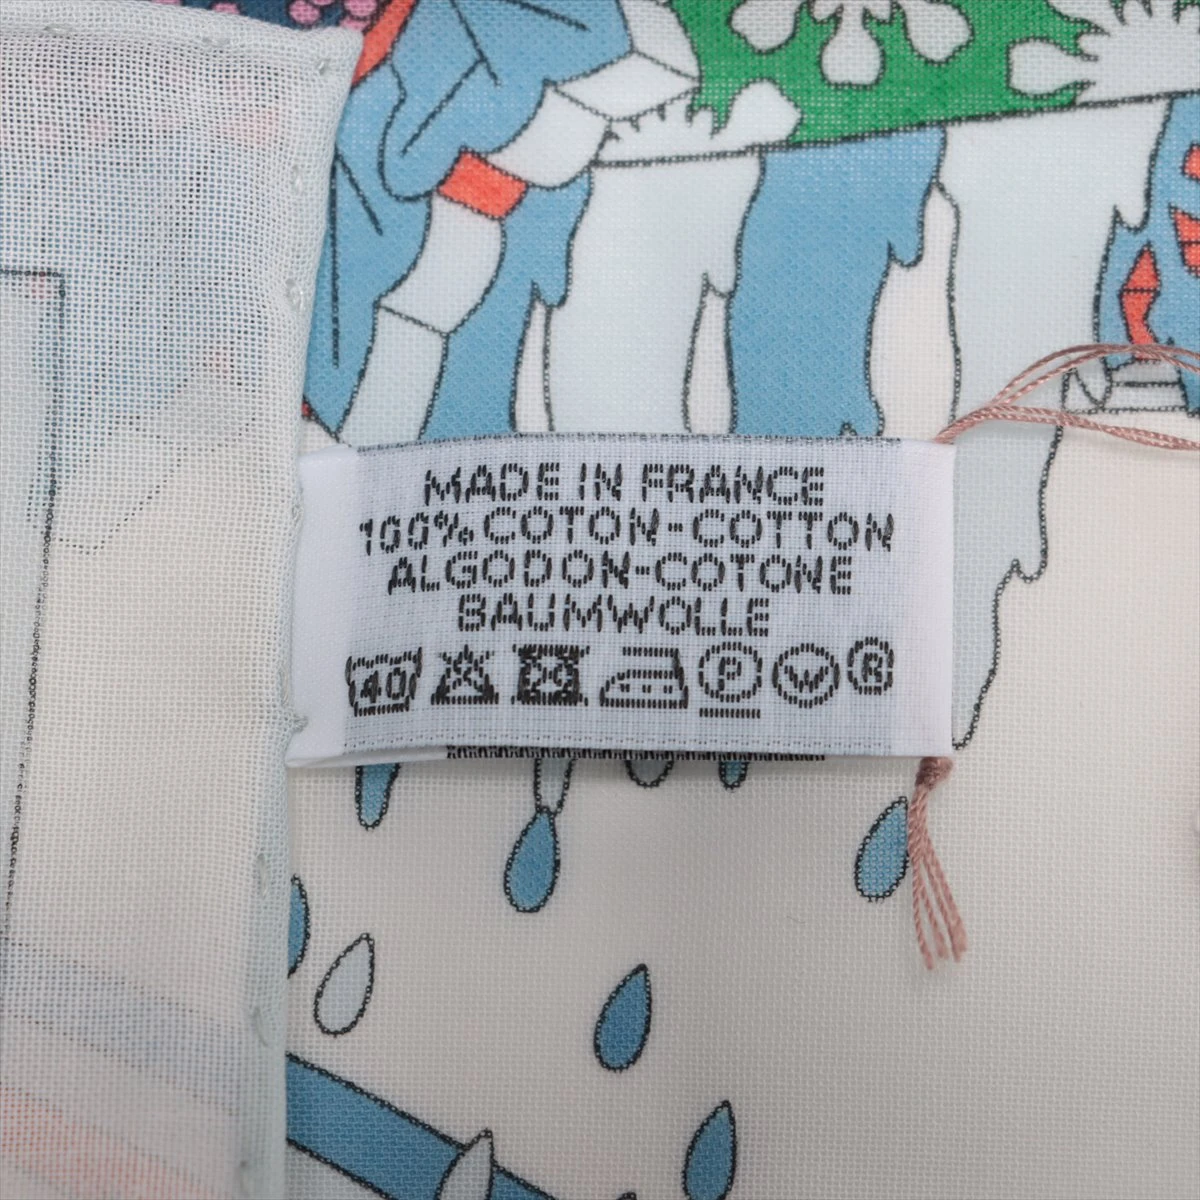 MADE IN FRANCE
100% COTON-COTTON
ALGODON-COTONE
BAUMWOLLE
40 P W R